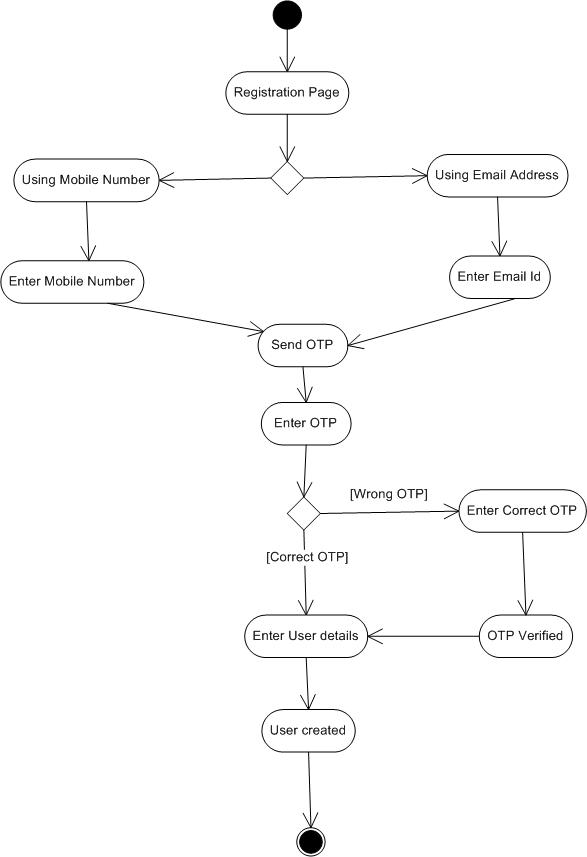 Registration Page
Using Mobile Number
Using Email Address
Enter Mobile Number
Enter Email Id
Send OTP
Enter OTP
[Wrong OTP]
Enter Correct OTP
[Correct OTP]
Enter User details
OTP Verified
User created